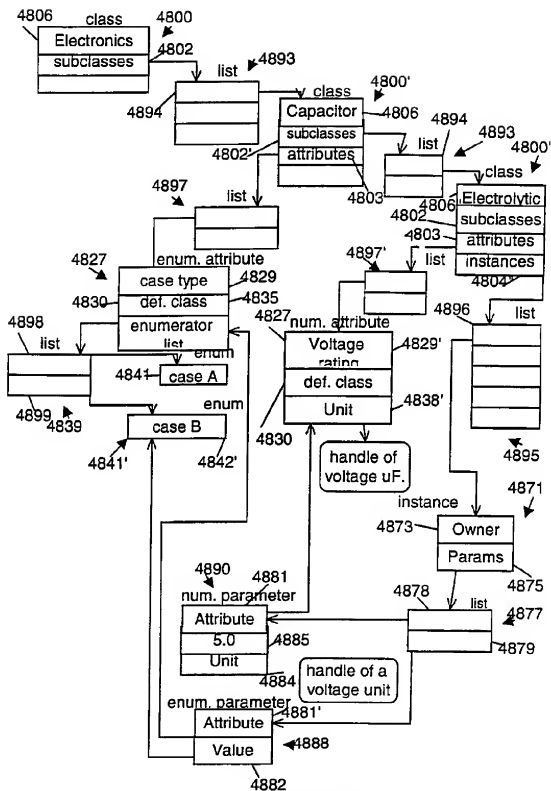 4806 class 4800
Electronics
subclasses 4802
list 4893
4894
class 4800'
Capacitor 4806
4802' subclasses
attributes 4803
list 4894
4893
4800'
class
4806 Electrolytic
4802 subclasses
4803 attributes
instances
4804'
4897
list
4897' list
enum. attribute
4827 case type 4829
4830 def. class 4835
enumerator
list
4898 list
4899
4839
enum
4841 case A
enum
case B
4841' 4842'
num. attribute
4827 Voltage rating 4829'
def. class
4830 Unit 4838'
handle of
voltage uF.
4896 list
4895
instance 4871
4873 Owner
Params 4875
4878 list 4877
4879
4890
4881
num. parameter
Attribute
5.0 4885
Unit
4884
handle of a
voltage unit
enum. parameter
4881'
Attribute
Value 4888
4882